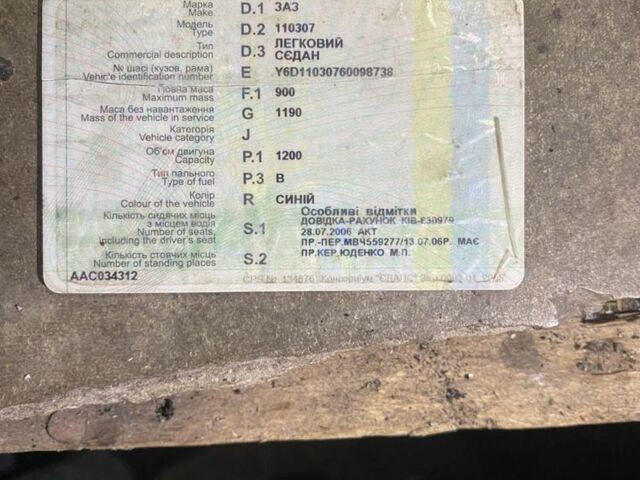 Марка D.1 ЗАЗ
Make
Модель D.2 110307
Type
Тип D.3 ЛЕГКОВИЙ
Commercial description СЄДАН
№ шасі (кузов, рама) E Y6D11030760098738
Vehicle identification number
Повна маса F.1 900
Maximum mass
Маса без навантаження G 1190
Mass of the vehicle in service
Категорія J
Vehicle category
Об'єм двигуна P.1 1200
Capacity
Тип пального P.3 B
Type of fuel
Колір R СИНІЙ
Colour of the vehicle
Кількість сидячих місць Особливі відмітки
з місцем водія S.1 ДОВІДКА-РАХУНОК КІВ-830979
Number of seats, 28.07.2006 АКТ
including the driver's seat ПР.-ПЕР.МВЧ559277/13.07.06Р. МАЄ
Кількість стоячих місць S.2 ПР.КЕР.ЮДЕНКО М.П.
Number of standing places
ААС034312